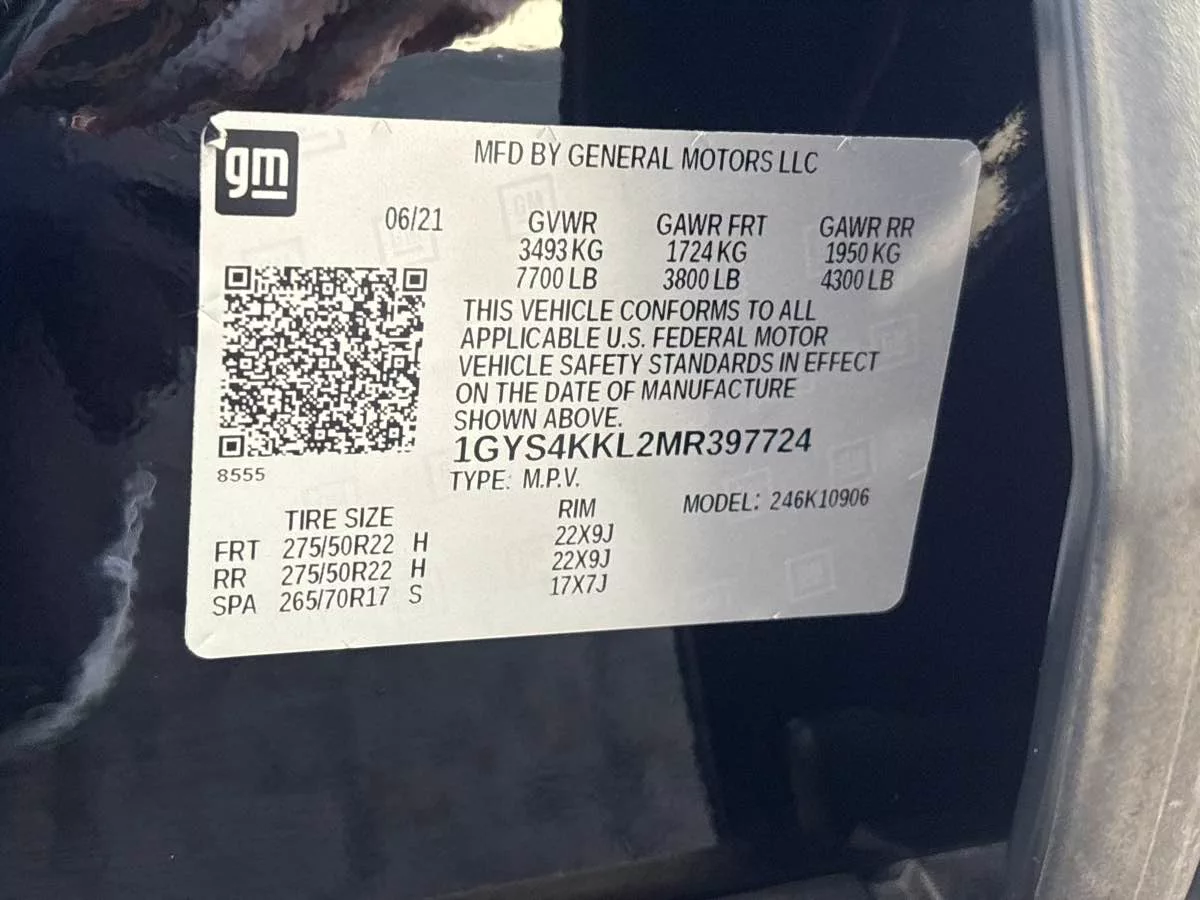 gm
MFD BY GENERAL MOTORS LLC
06/21 GVWR GAWR FRT GAWR RR
3493 KG 1724 KG 1950 KG
7700 LB 3800 LB 4300 LB
THIS VEHICLE CONFORMS TO ALL
APPLICABLE U.S. FEDERAL MOTOR
VEHICLE SAFETY STANDARDS IN EFFECT
ON THE DATE OF MANUFACTURE
SHOWN ABOVE.
1GYS4KKL2MR397724
8555
TYPE: M.P.V.
MODEL: 246K10906
TIRE SIZE RIM
FRT 275/50R22 H 22X9J
RR 275/50R22 H 22X9J
SPA 265/70R17 S 17X7J